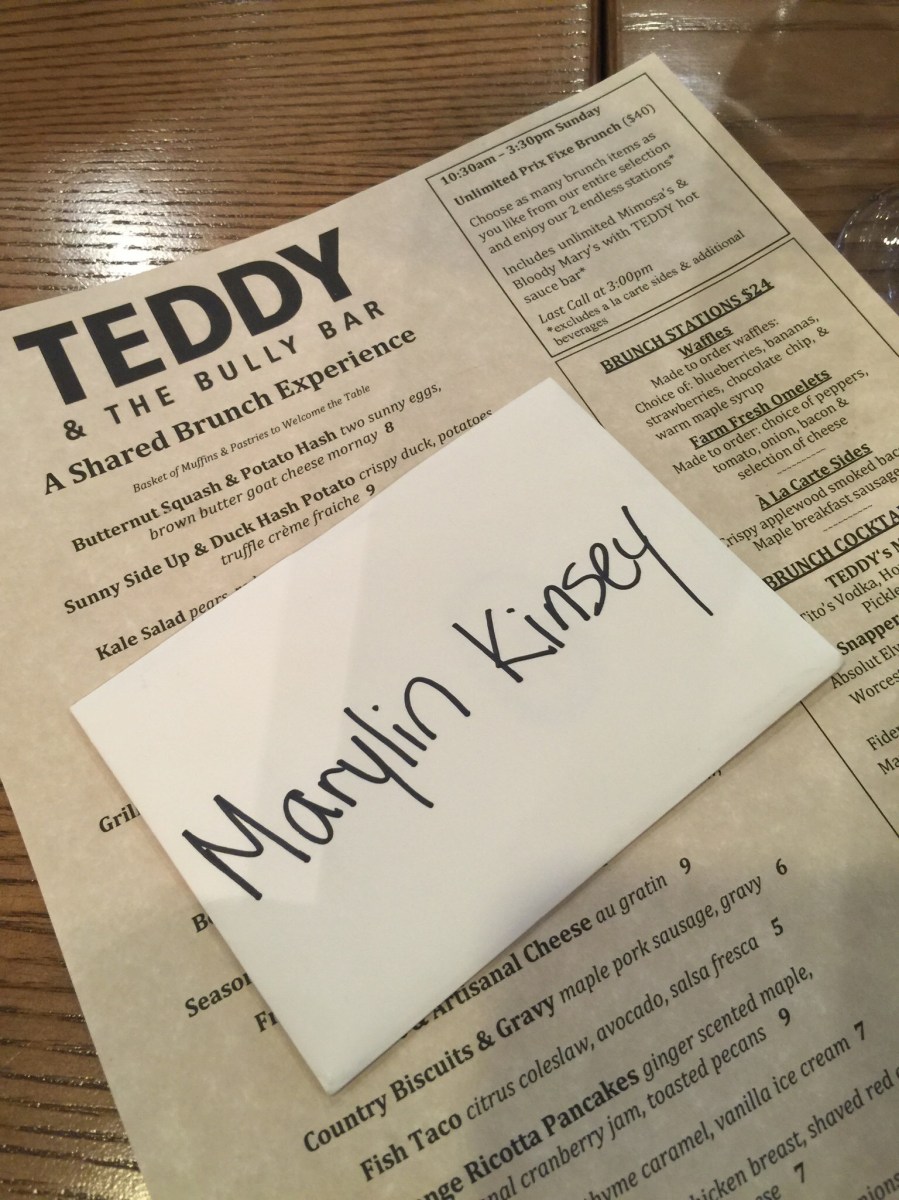 TEDDY
& THE BULLY BAR
A Shared Brunch Experience
Basket of Muffins & Pastries to Welcome the Table
Butternut Squash & Potato Hash two sunny eggs,
brown butter goat cheese mornay 8
Sunny Side Up & Duck Hash Potato crispy duck, potatoes
truffle crème fraiche 9
Kale Salad pears
Marylin Kinsey
Artisanal Cheese au gratin 9
Country Biscuits & Gravy maple pork sausage, gravy 6
Fish Taco citrus coleslaw, avocado, salsa fresca 5
Ricotta Pancakes ginger scented maple,
cranberry jam, toasted pecans 9
caramel, vanilla ice cream 7
breast, shaved red
7
10:30am – 3:30pm Sunday
Unlimited Prix Fixe Brunch ($40)
Choose as many brunch items as
you like from our entire selection
and enjoy our 2 endless stations*
Includes unlimited Mimosa's &
Bloody Mary's with TEDDY hot
sauce bar*
Last Call at 3:00pm
*excludes a la carte sides & additional
beverages
BRUNCH STATIONS $24
Waffles
Made to order waffles:
Choice of: blueberries, bananas,
strawberries, chocolate chip, &
warm maple syrup
Farm Fresh Omelets
Made to order: choice of peppers,
tomato, onion, bacon &
selection of cheese
À La Carte Sides
applewood smoked
Maple breakfast sausage
BRUNCH
TEDDY's
Tito's Vodka,
Snapper
Absolut